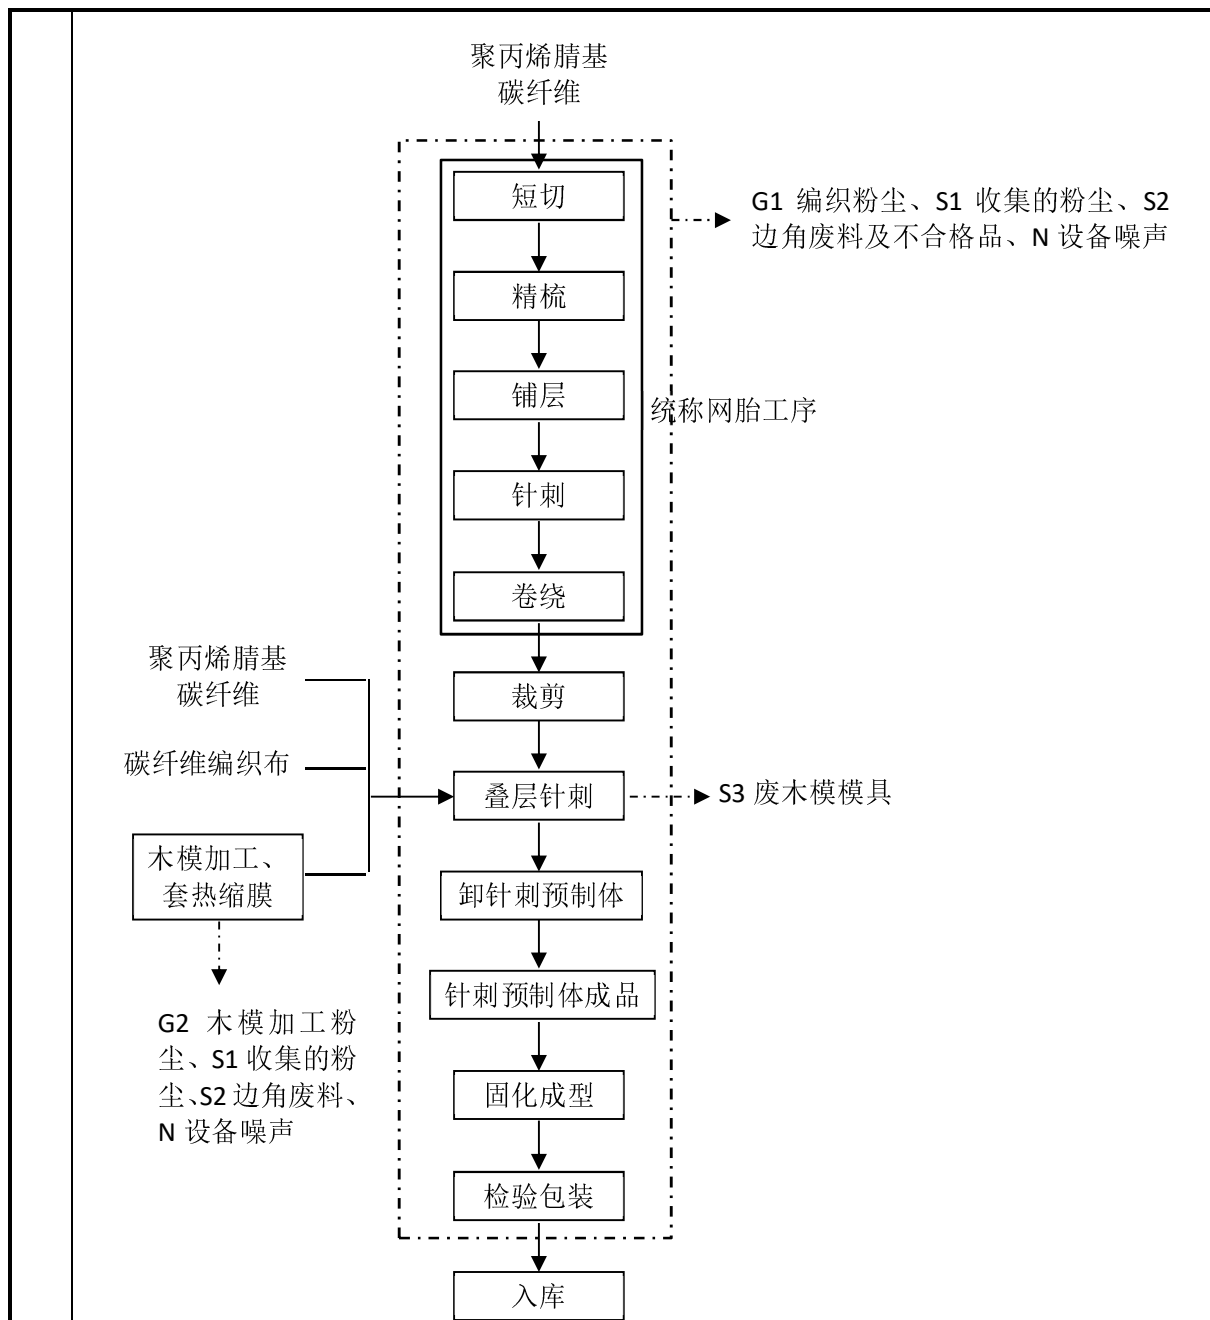 聚丙烯腈基
碳纤维
短切
G1 编织粉尘、S1 收集的粉尘、S2
边角废料及不合格品、N 设备噪声
精梳
铺层
统称网胎工序
针刺
卷绕
聚丙烯腈基
碳纤维
裁剪
碳纤维编织布
叠层针刺
S3 废木模模具
木模加工、
套热缩膜
卸针刺预制体
针刺预制体成品
G2 木模加工粉
尘、S1 收集的粉
尘、S2 边角废料、
N 设备噪声
固化成型
检验包装
入库